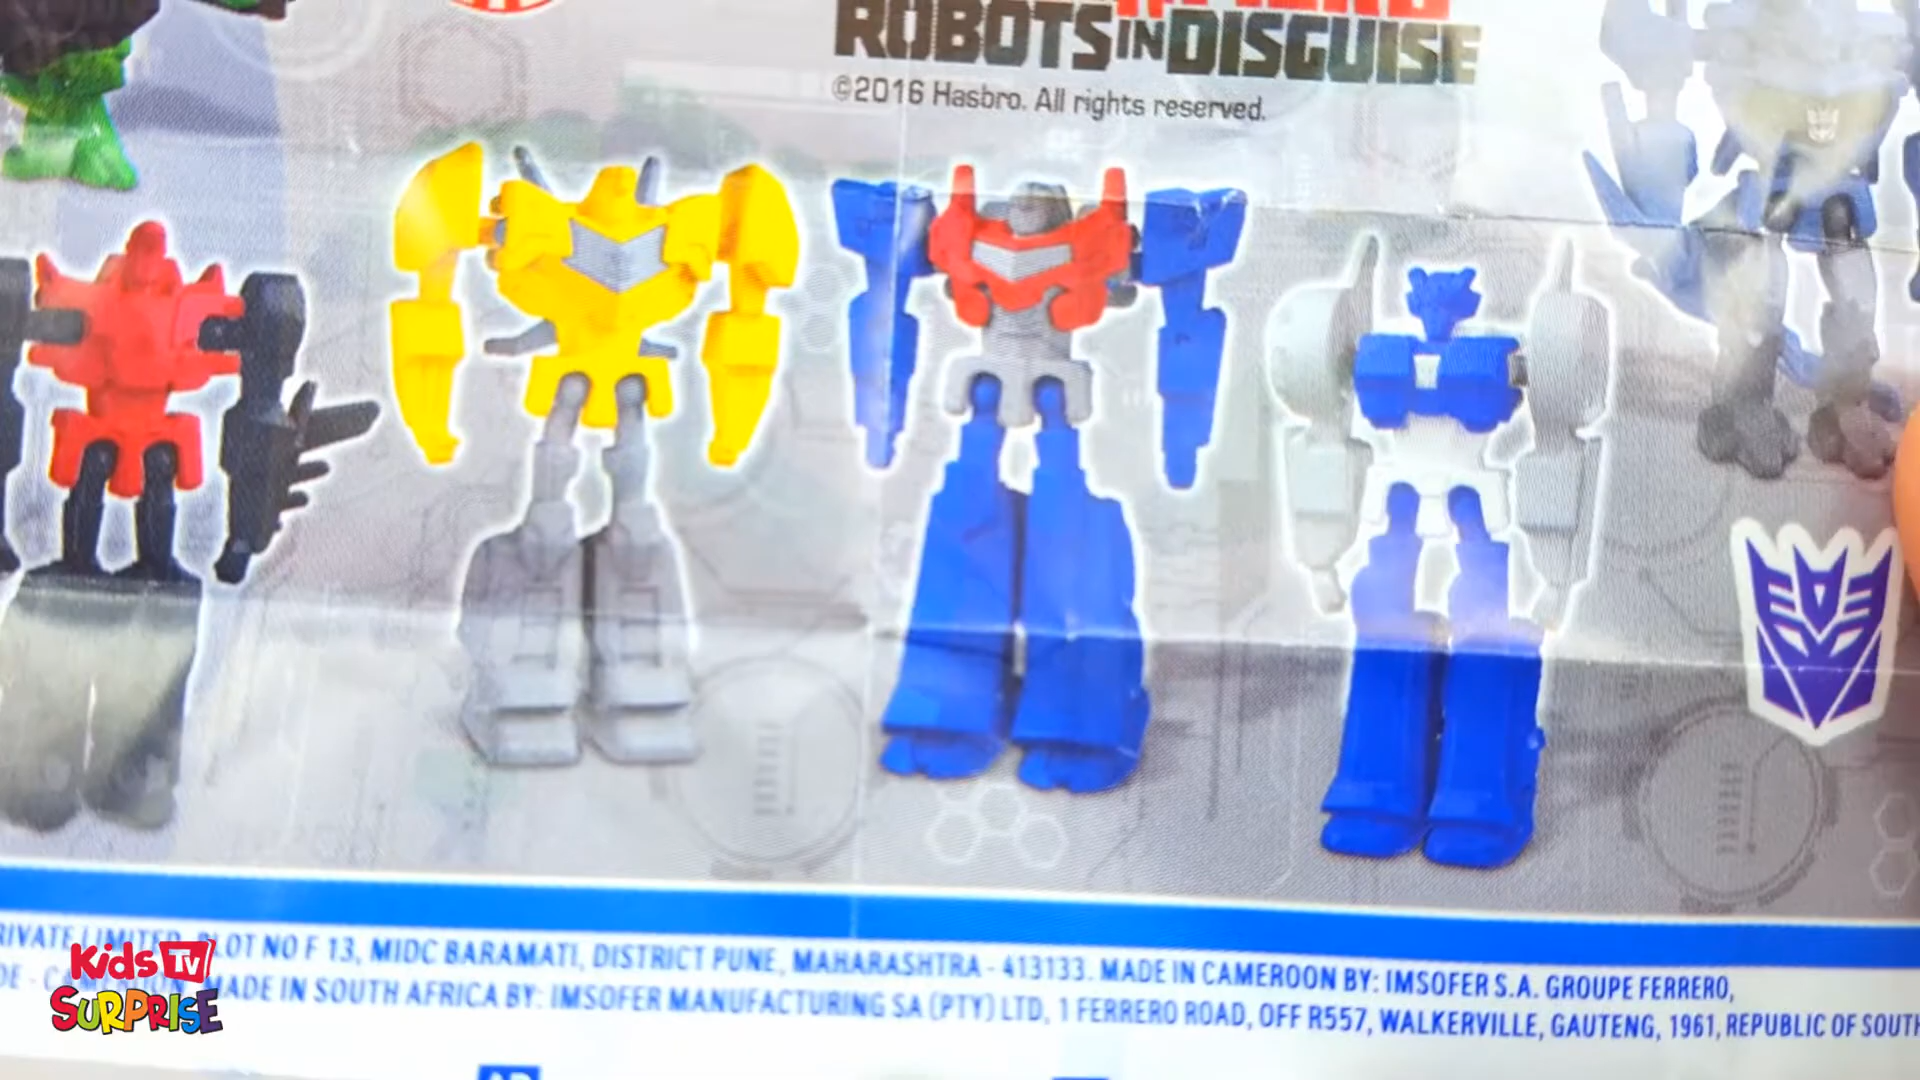 ROBOTS IN DISGUISE
©2016 Hasbro. All rights reserved.
LIMITED, PLOT NO F 13, MIDC BARAMATI, DISTRICT PUNE, MAHARASHTRA - 413133. MADE IN CAMEROON BY: IMSOFER S.A. GROUPE FERRERO,
MADE IN SOUTH AFRICA BY: IMSOFER MANUFACTURING SA (PTY) LTD, 1 FERRERO ROAD, OFF R557, WALKERVILLE, GAUTENG, 1961, REPUBLIC OF SOUTH
Kids TV
SURPRISE